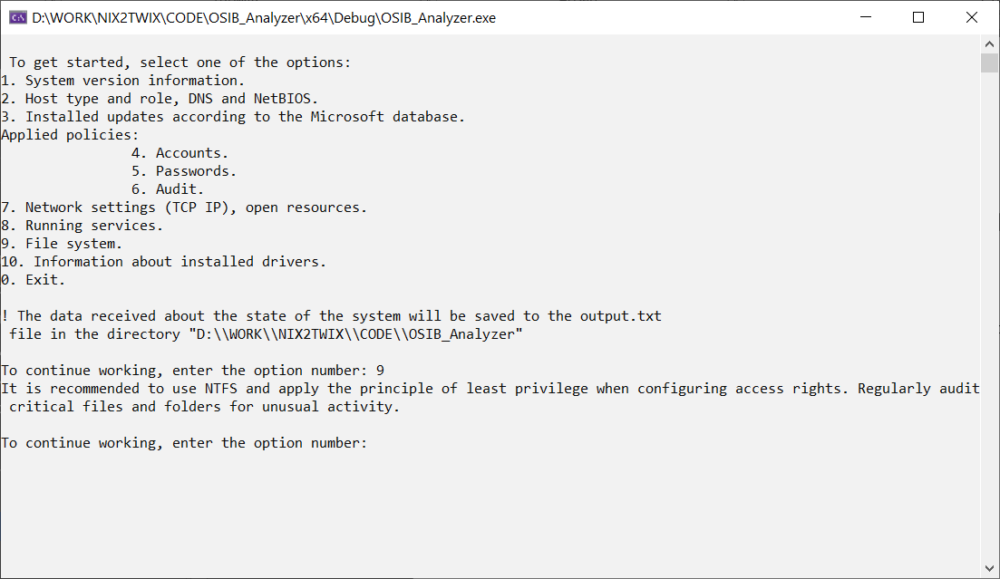 D:\WORK\NIX2TWIX\CODE\OSIB_Analyzer\x64\Debug\OSIB_Analyzer.exe
To get started, select one of the options:
1. System version information.
2. Host type and role, DNS and NetBIOS.
3. Installed updates according to the Microsoft database.
Applied policies:
4. Accounts.
5. Passwords.
6. Audit.
7. Network settings (TCP IP), open resources.
8. Running services.
9. File system.
10. Information about installed drivers.
0. Exit.
! The data received about the state of the system will be saved to the output.txt
file in the directory "D:\\WORK\\NIX2TWIX\\CODE\\OSIB_Analyzer"
To continue working, enter the option number: 9
It is recommended to use NTFS and apply the principle of least privilege when configuring access rights. Regularly audit
critical files and folders for unusual activity.
To continue working, enter the option number: